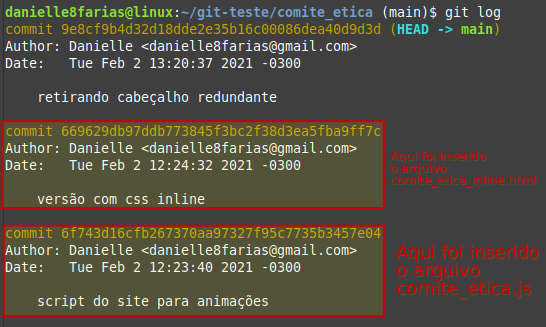 danielle8farias@linux:~/git-teste/comite_etica (main)$ git log
commit 9e8cf9b4d32d18dde2e35b16c00086dea40d9d3d (HEAD -> main)
Author: Danielle <danielle8farias@gmail.com>
Date:   Tue Feb 2 13:20:37 2021 -0300
retirando cabeçalho redundante
commit 669629db97ddb773845f3bc2f38d3ea5fba9ff7c
Author: Danielle <danielle8farias@gmail.com>
Date:   Tue Feb 2 12:24:32 2021 -0300
versão com css inline
Aqui foi inserido
o arquivo
comite_etica_inline.html
commit 6f743d16cfb267370aa97327f95c7735b3457e04
Author: Danielle <danielle8farias@gmail.com>
Date:   Tue Feb 2 12:23:40 2021 -0300
script do site para animações
Aqui foi inserido
o arquivo
comite_etica.js